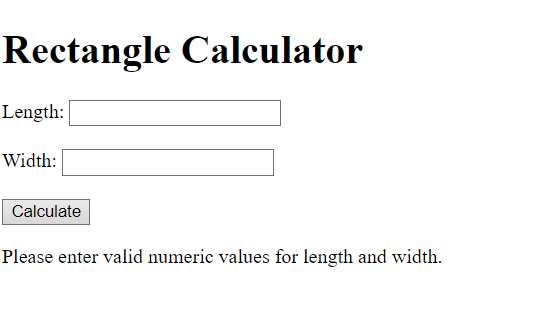 Rectangle Calculator
Length:
Width:
Calculate
Please enter valid numeric values for length and width.